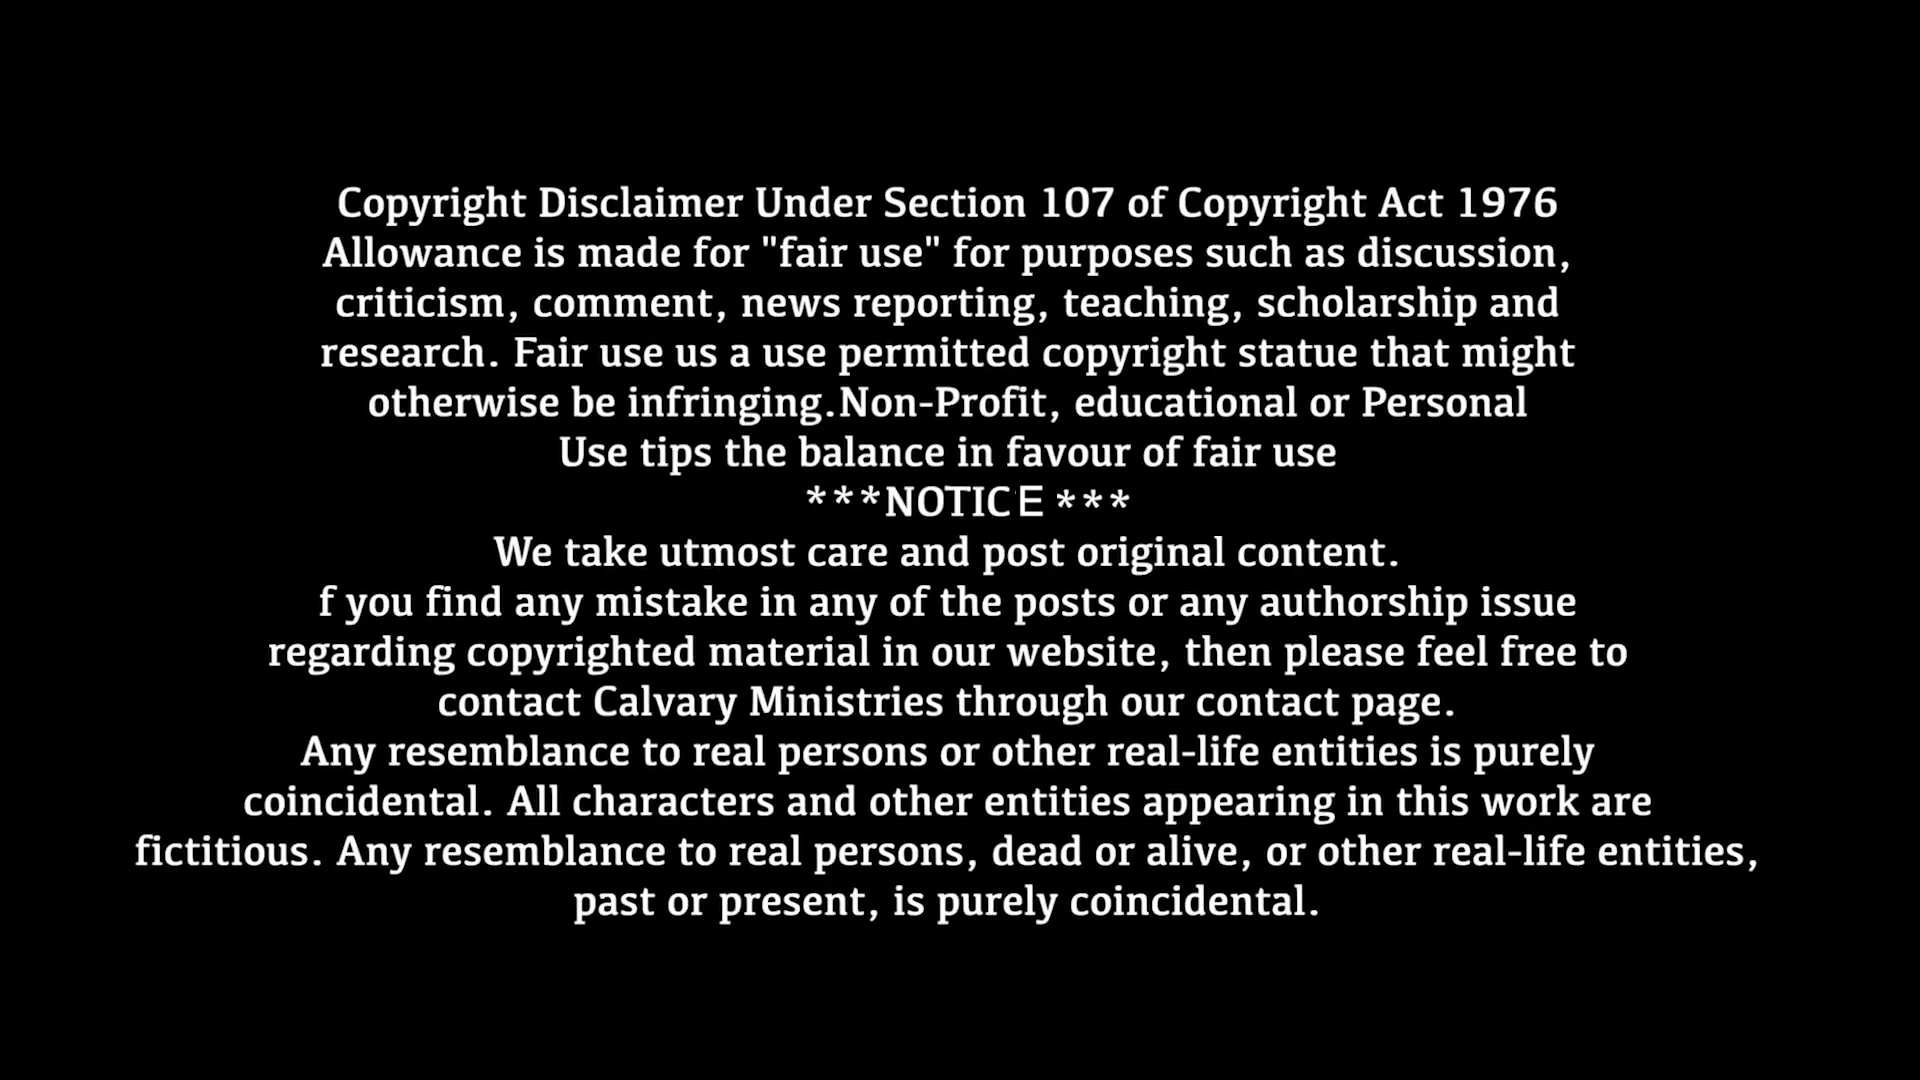 Copyright Disclaimer Under Section 107 of Copyright Act 1976
Allowance is made for "fair use" for purposes such as discussion,
criticism, comment, news reporting, teaching, scholarship and
research. Fair use us a use permitted copyright statue that might
otherwise be infringing.Non-Profit, educational or Personal
Use tips the balance in favour of fair use
***NOTICE ***
We take utmost care and post original content.
f you find any mistake in any of the posts or any authorship issue
regarding copyrighted material in our website, then please feel free to
contact Calvary Ministries through our contact page.
Any resemblance to real persons or other real-life entities is purely
coincidental. All characters and other entities appearing in this work are
fictitious. Any resemblance to real persons, dead or alive, or other real-life entities,
past or present, is purely coincidental.